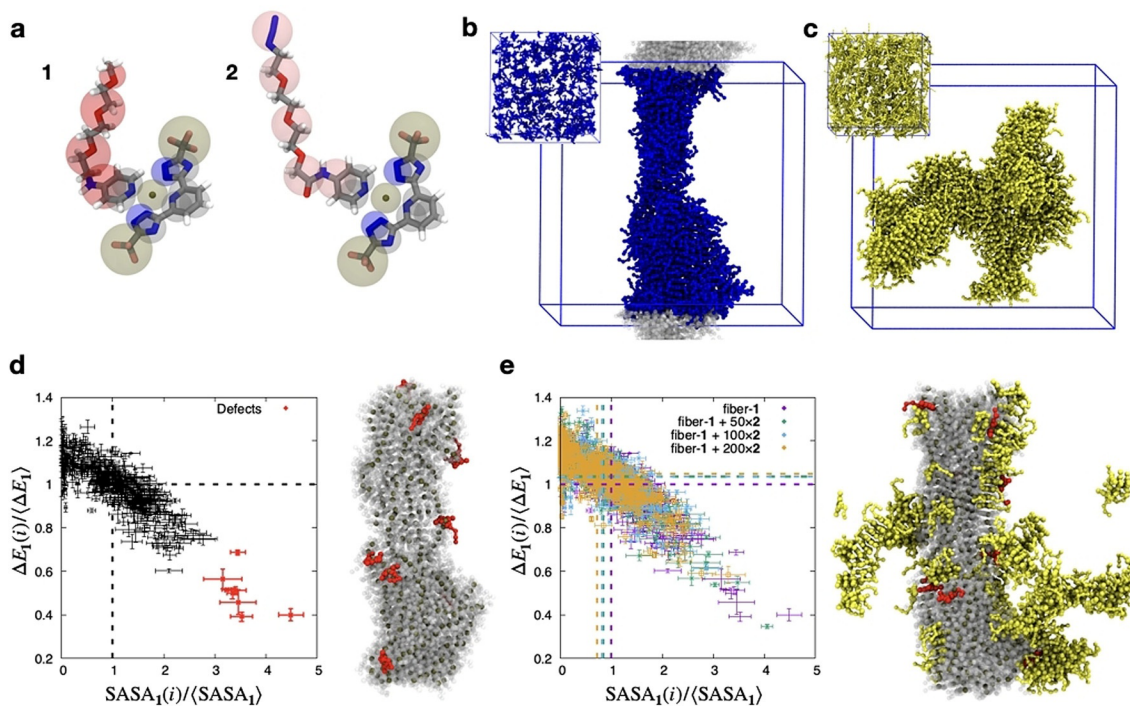 a
1
2
b
c
d
Defects
1.4
1.2
1
0.8
0.6
0.4
0.2
0 1 2 3 4 5
ΔE₁(i)/⟨ΔE₁⟩
SASA₁(i)/⟨SASA₁⟩
e
fiber-1
fiber-1 + 50×2
fiber-1 + 100×2
fiber-1 + 200×2
1.4
1.2
1
0.8
0.6
0.4
0.2
0 1 2 3 4 5
ΔE₁(i)/⟨ΔE₁⟩
SASA₁(i)/⟨SASA₁⟩